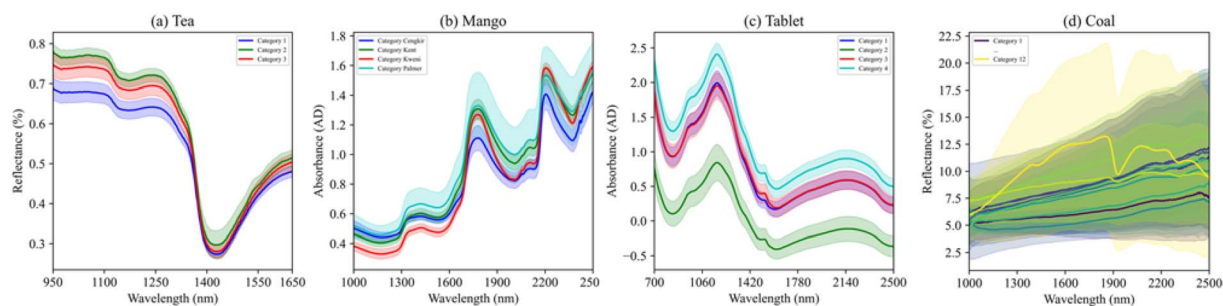 (a) Tea
0.8
0.7
0.6
0.5
0.4
0.3
Reflectance (%)
Category 1
Category 2
Category 3
950
1100
1250
1400
1550
1650
Wavelength (nm)
(b) Mango
1.8
1.6
1.4
1.2
1.0
0.8
0.6
0.4
Absorbance (AD)
Category Cengkir
Category Kent
Category Kweni
Category Palmer
1000
1300
1600
1900
2200
2500
Wavelength (nm)
(c) Tablet
2.5
2.0
1.5
1.0
0.5
0.0
−0.5
Absorbance (AD)
Category 1
Category 2
Category 3
Category 4
700
1060
1420
1780
2140
2500
Wavelength (nm)
(d) Coal
22.5
20.0
17.5
15.0
12.5
10.0
7.5
5.0
2.5
Reflectance (%)
Category 1
...
Category 12
1000
1300
1600
1900
2200
2500
Wavelength (nm)